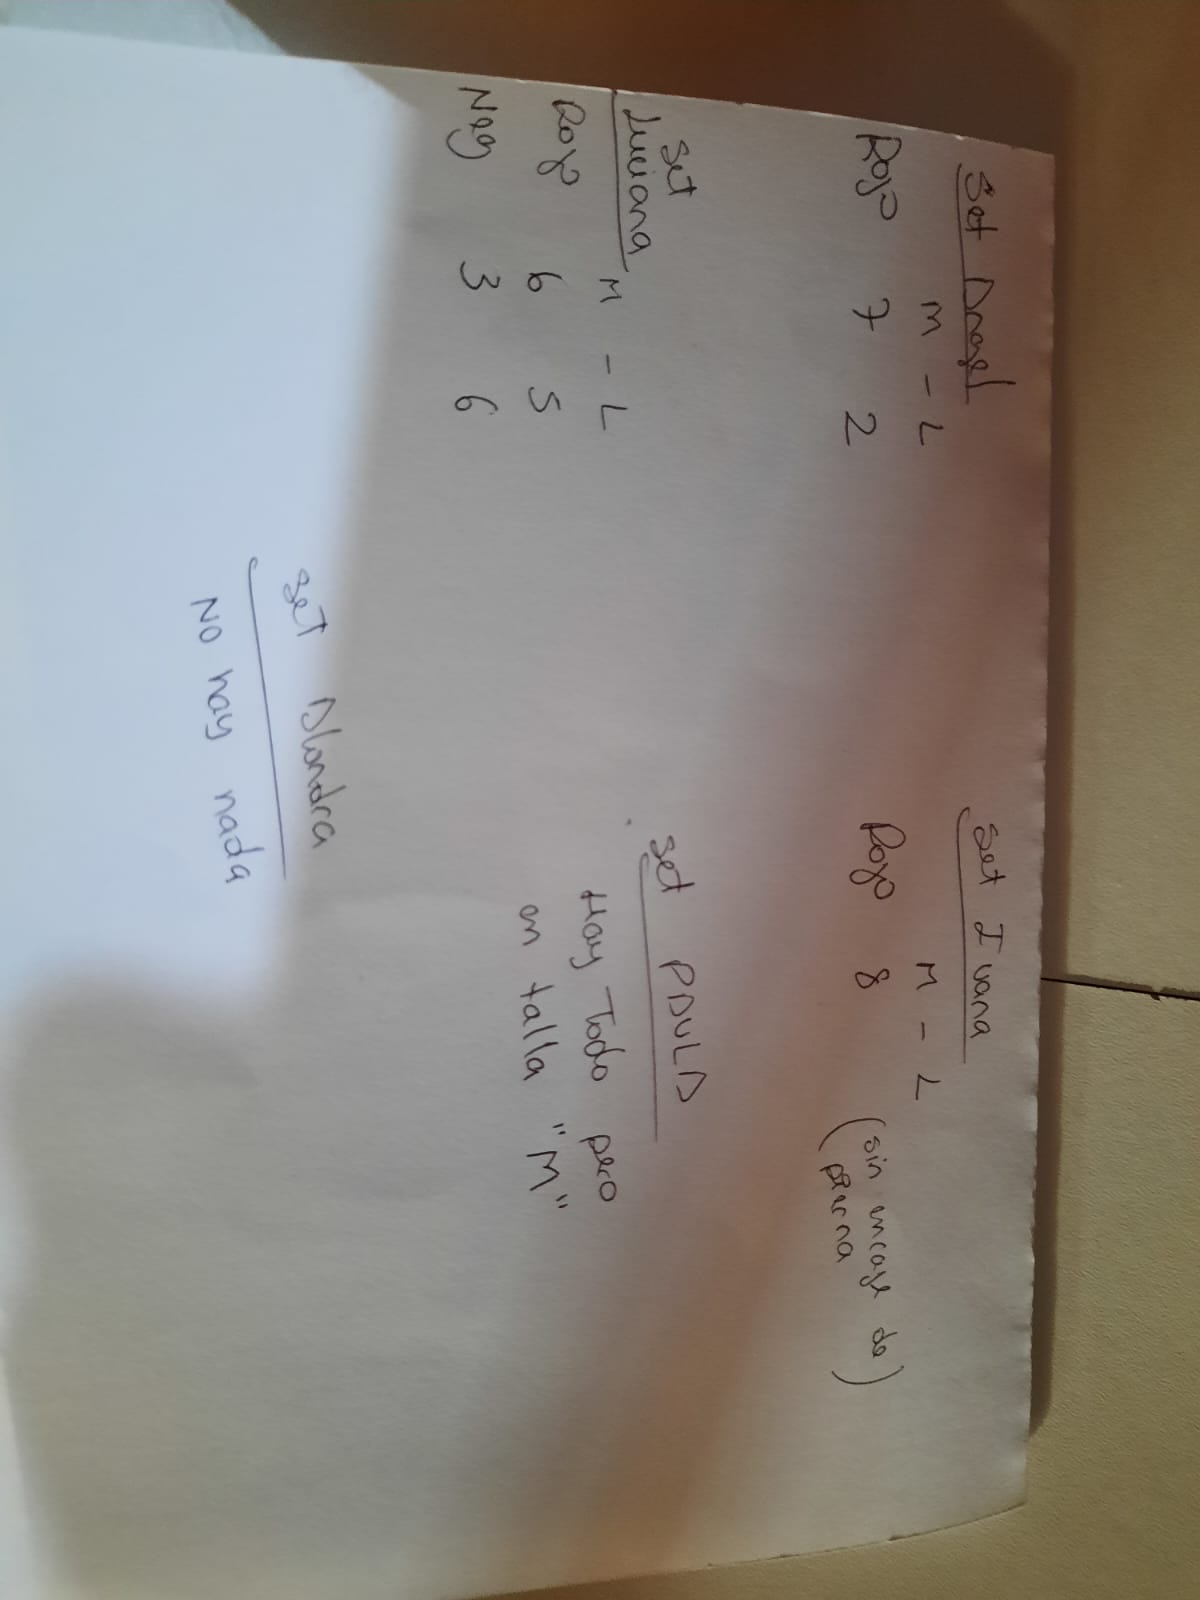 Set Angel
M - L
Rojo 7 2
Set Ivana
M - L
Rojo 8 (sin encaje de
pierna)
Set
Luciana
M - L
Rojo 6 5
Neg 3 6
Set PAULA
Hay Todo pero
en talla "M"
Set Alondra
No hay nada